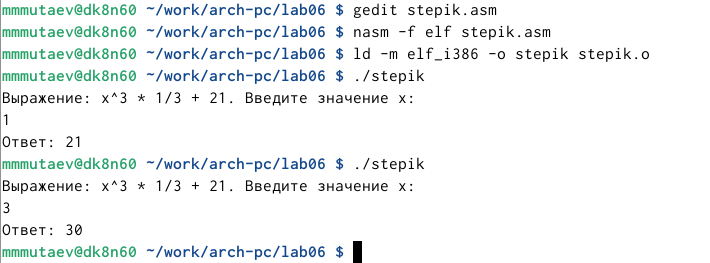 mmmutaev@dk8n60 ~/work/arch-pc/lab06 $ gedit stepik.asm
mmmutaev@dk8n60 ~/work/arch-pc/lab06 $ nasm -f elf stepik.asm
mmmutaev@dk8n60 ~/work/arch-pc/lab06 $ ld -m elf_i386 -o stepik stepik.o
mmmutaev@dk8n60 ~/work/arch-pc/lab06 $ ./stepik
Выражение: x^3 * 1/3 + 21. Введите значение x:
1
Ответ: 21
mmmutaev@dk8n60 ~/work/arch-pc/lab06 $ ./stepik
Выражение: x^3 * 1/3 + 21. Введите значение x:
3
Ответ: 30
mmmutaev@dk8n60 ~/work/arch-pc/lab06 $